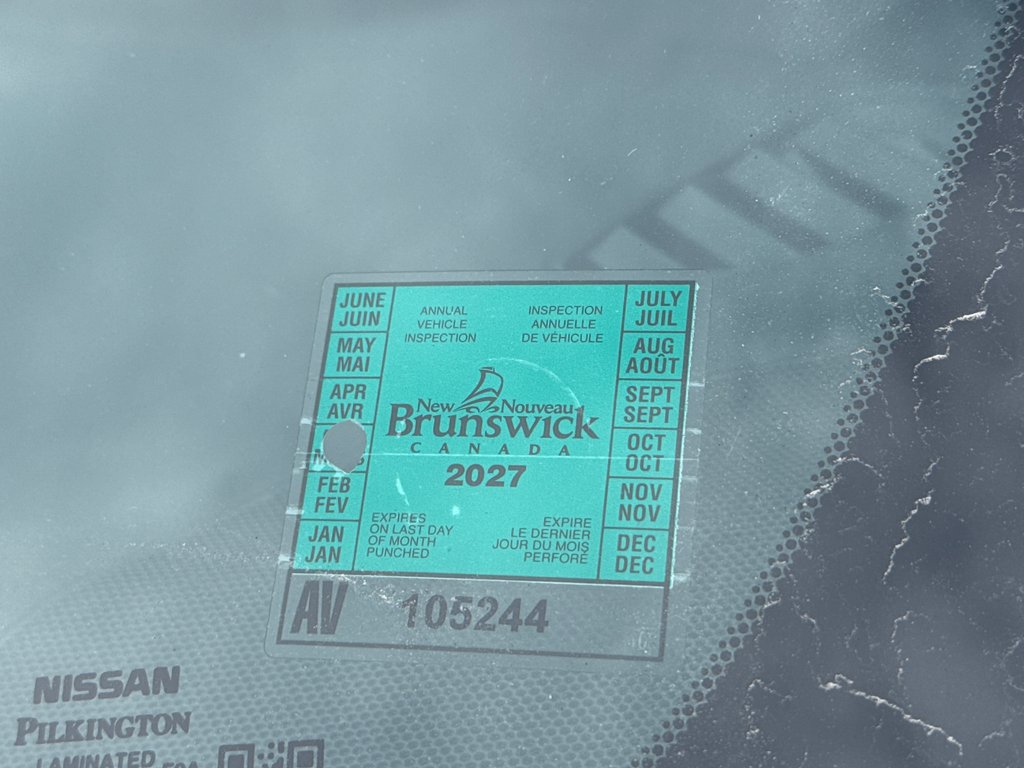 JUNE
JUIN
MAY
MAI
APR
AVR
FEB
FEV
JAN
JAN
ANNUAL
VEHICLE
INSPECTION
INSPECTION
ANNUELLE
DE VÉHICULE
New Nouveau
Brunswick
CANADA
2027
EXPIRES
ON LAST DAY
OF MONTH
PUNCHED
EXPIRE
LE DERNIER
JOUR DU MOIS
PERFORÉ
JULY
JUIL
AUG
AOÛT
SEPT
SEPT
OCT
OCT
NOV
NOV
DEC
DEC
AV 105244
NISSAN
PILKINGTON
LAMINATED